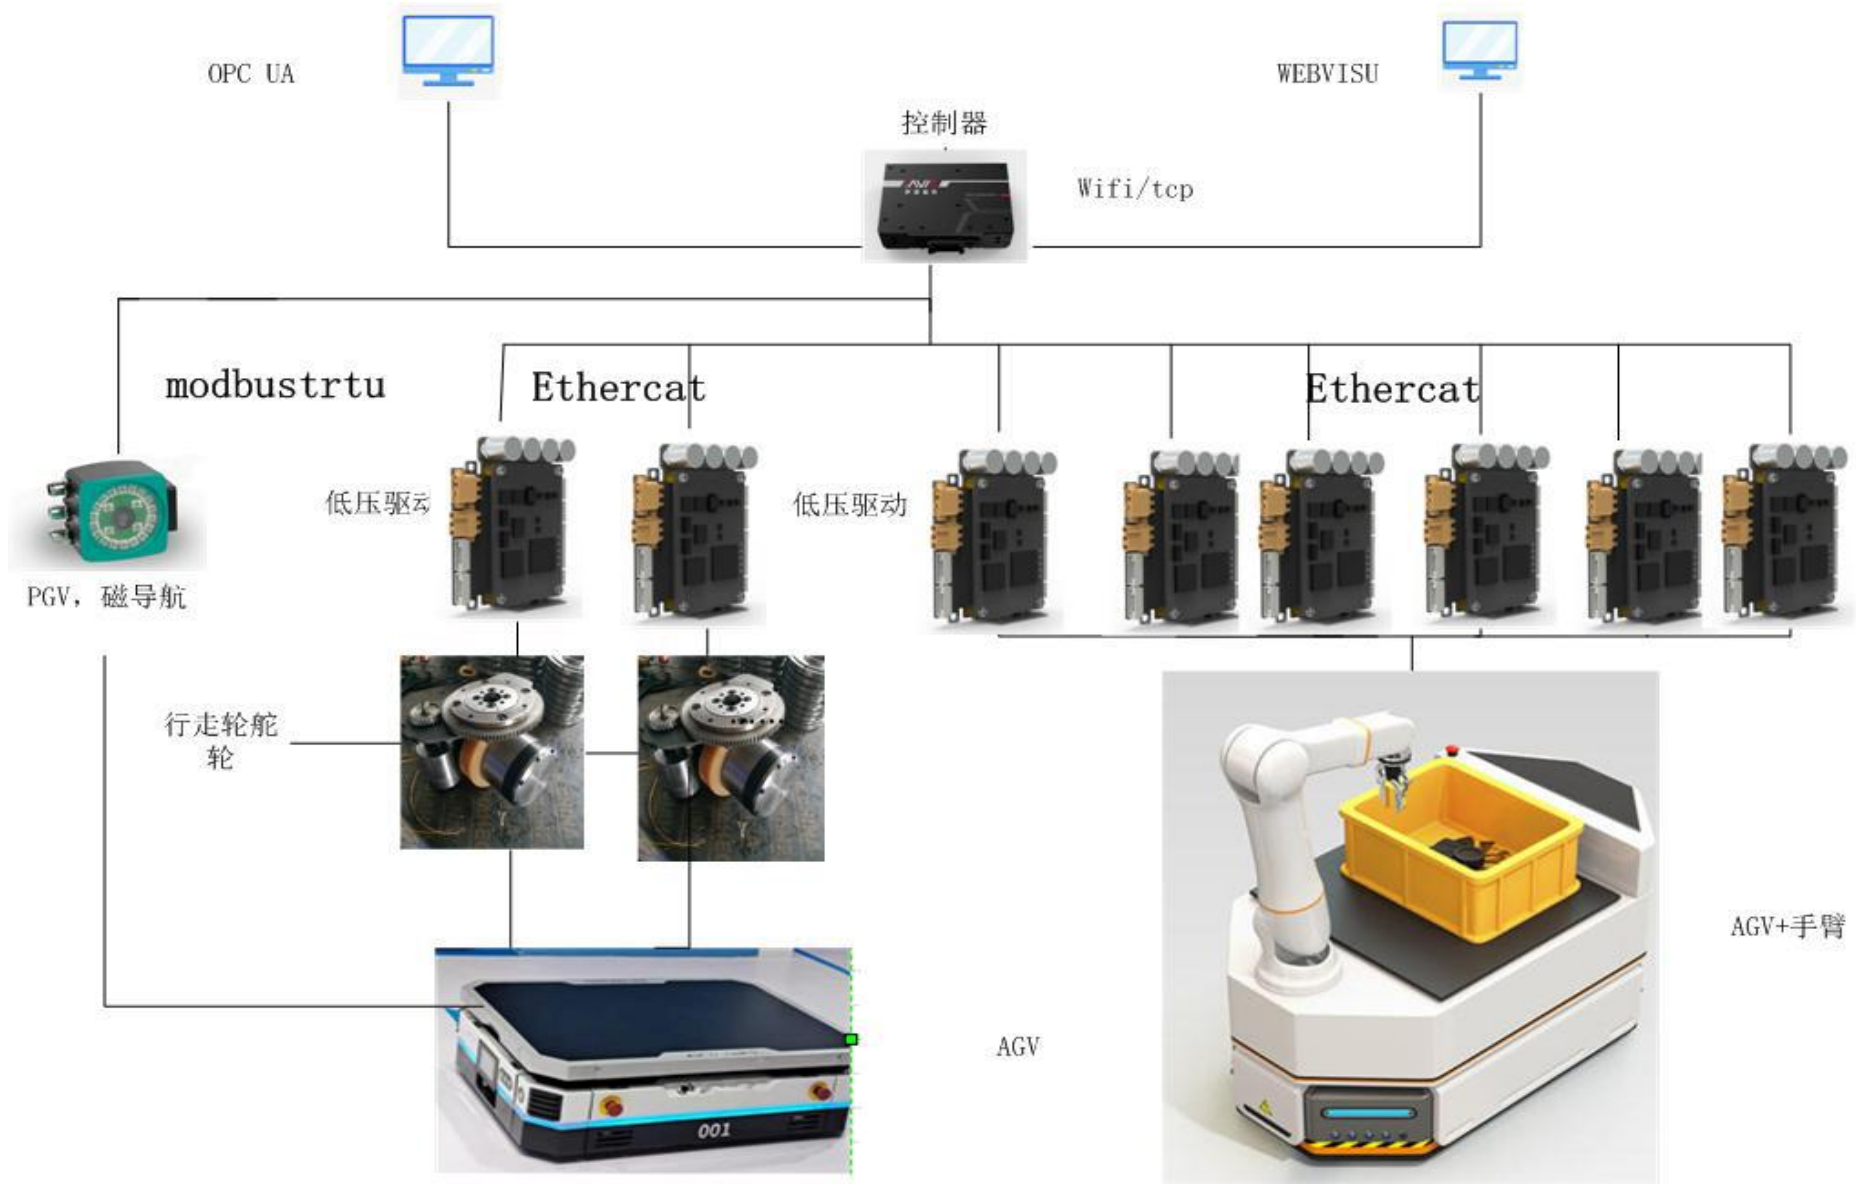 OPC UA
WEBVISU
控制器
Wifi/tcp
modbustrtu
Ethercat
Ethercat
低压驱动
低压驱动
PGV, 磁导航
行走轮舵
轮
AGV+手臂
AGV
001